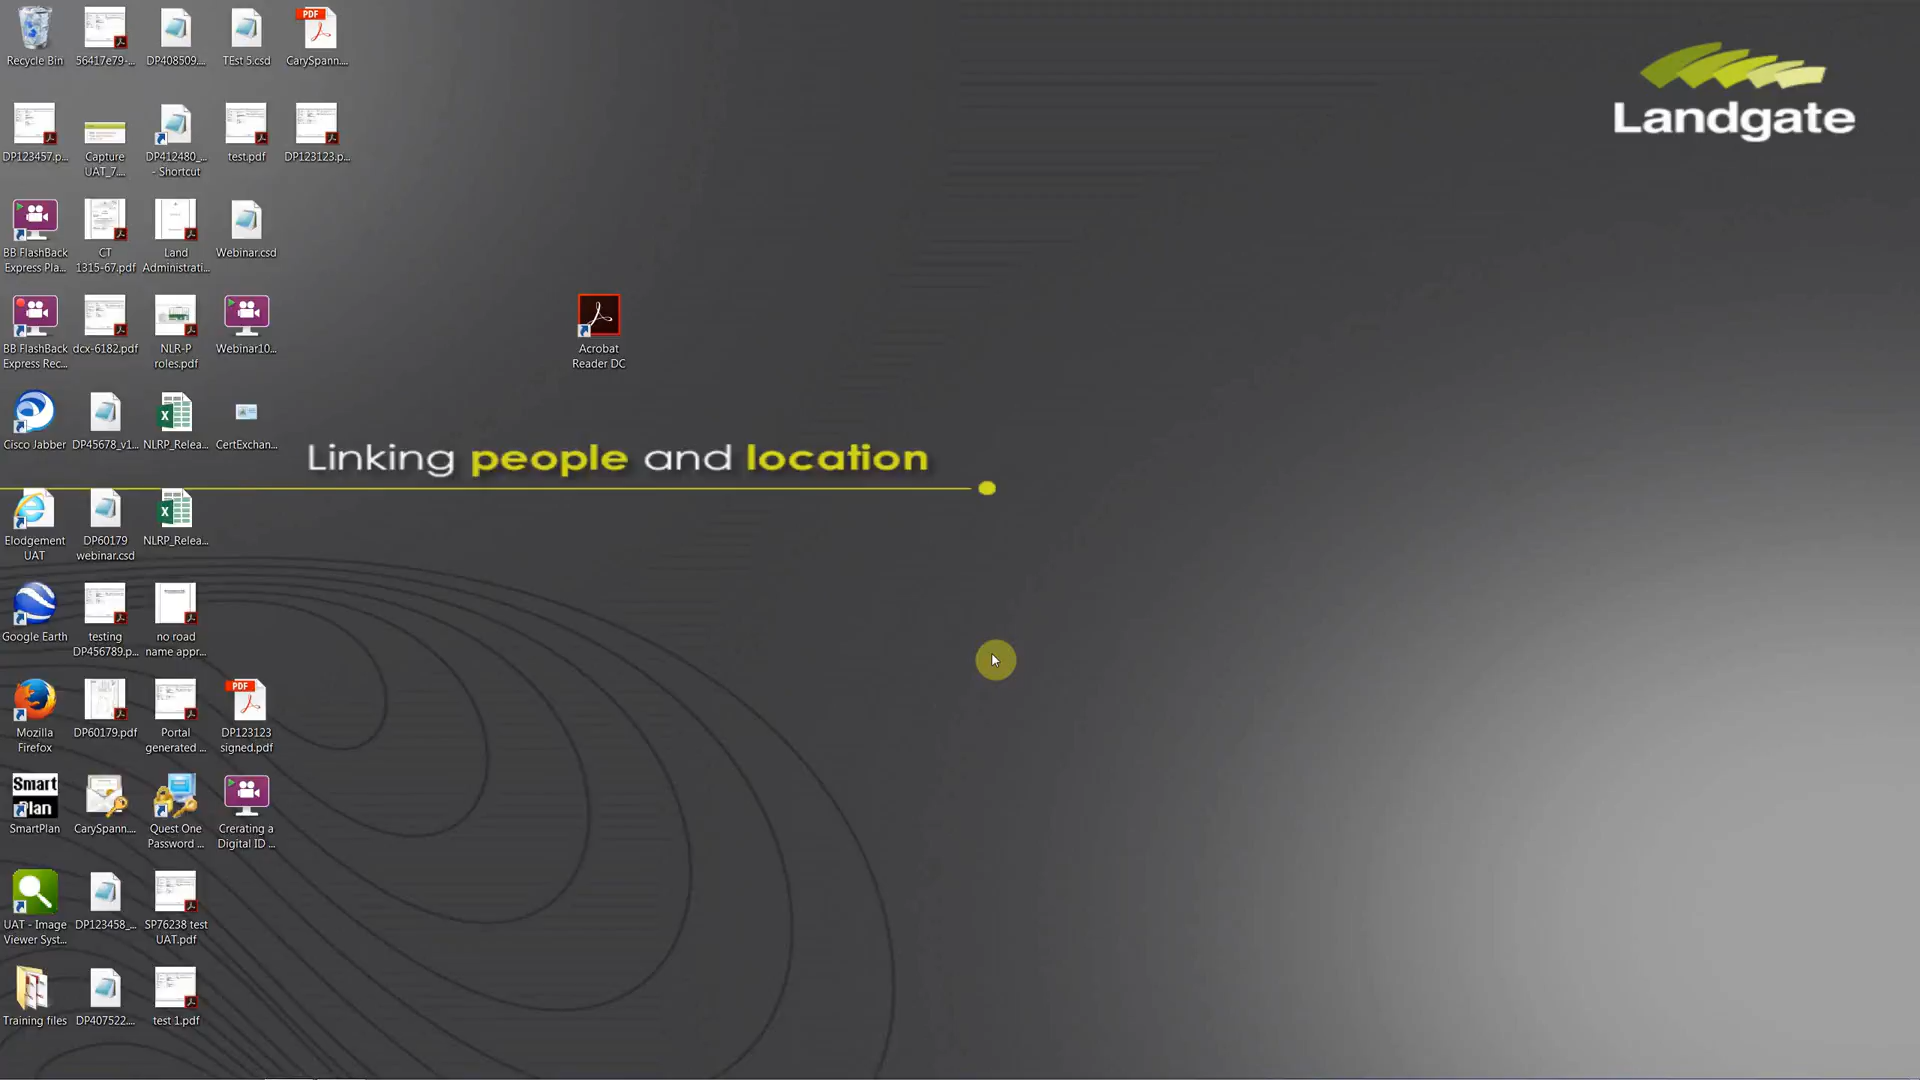 Recycle Bin
56417e79-...
DP408509....
TEst 5.csd
PDF
CarySpann....
Landgate
DP123457.p...
Capture
UAT_7....
DP412480_...
- Shortcut
test.pdf
DP123123.p...
BB FlashBack
Express Pla...
CT
1315-67.pdf
Land
Administrati...
Webinar.csd
BB FlashBack
Express Rec...
dcx-6182.pdf
NLR-P
roles.pdf
Webinar10...
Acrobat
Reader DC
Cisco Jabber
DP45678_v1...
NLRP_Relea...
CertExchan...
Linking people and location
Elodgement
UAT
DP60179
webinar.csd
NLRP_Relea...
Google Earth
testing
DP456789.p...
no road
name appr...
Mozilla
Firefox
DP60179.pdf
Portal
generated ...
PDF
DP123123
signed.pdf
Smart
Plan
SmartPlan
CarySpann....
Quest One
Password ...
Crerating a
Digital ID ...
UAT - Image
Viewer Syst...
DP123458_...
SP76238 test
UAT.pdf
Training files
DP407522....
test 1.pdf